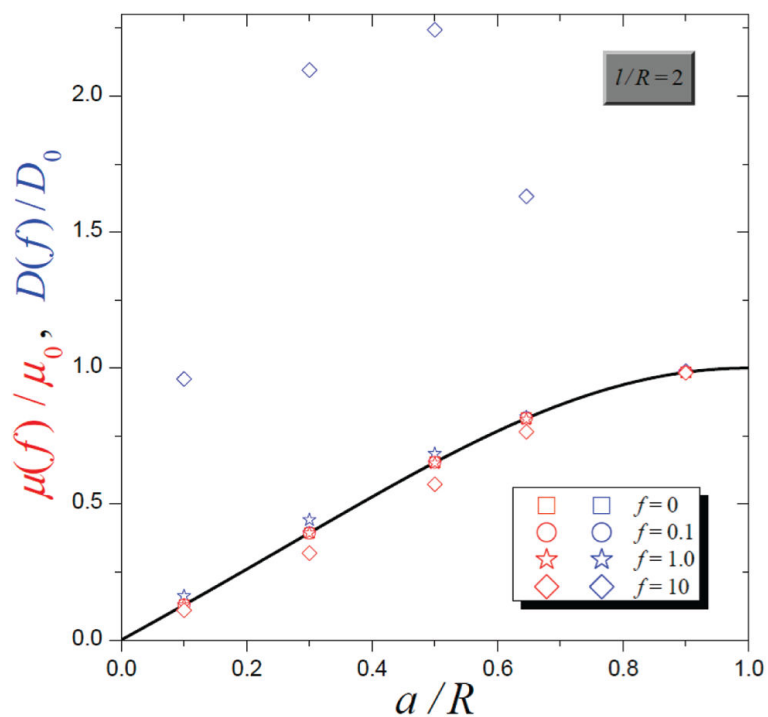 μ(f) / μ₀, D(f) / D₀
2.0
1.5
1.0
0.5
0.0
l/R = 2
f = 0
f = 0.1
f = 1.0
f = 10
0.0 0.2 0.4 0.6 0.8 1.0
a / R